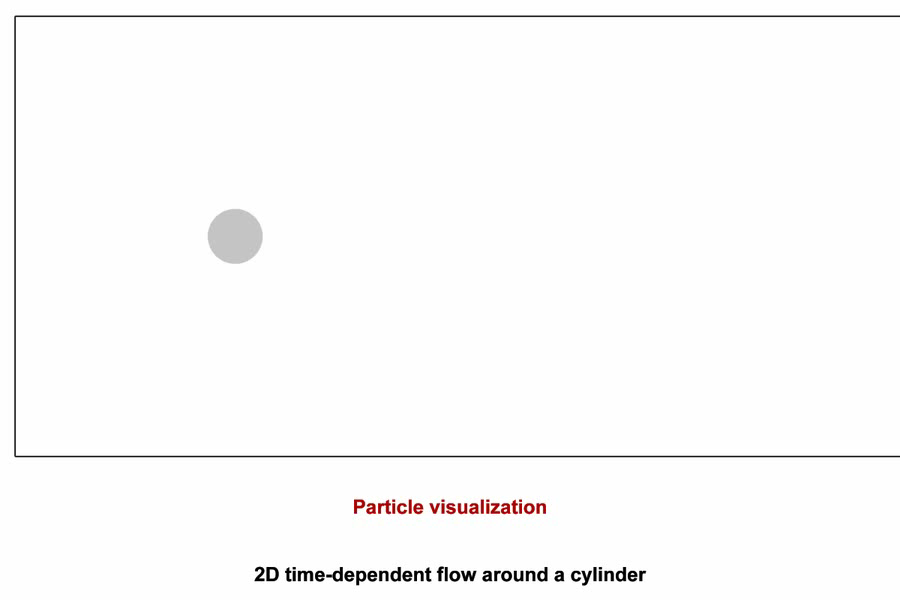 Particle visualization
2D time-dependent flow around a cylinder